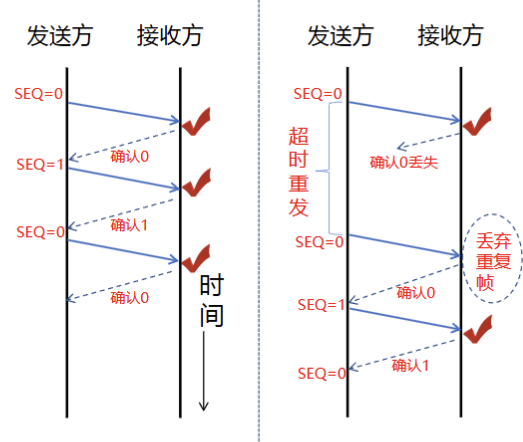 发送方 接收方
SEQ=0
确认0
SEQ=1
确认1
SEQ=0
确认0
时间
发送方 接收方
SEQ=0
确认0丢失
超时重发
SEQ=0
丢弃
重复
帧
确认0
SEQ=1
确认1
SEQ=0